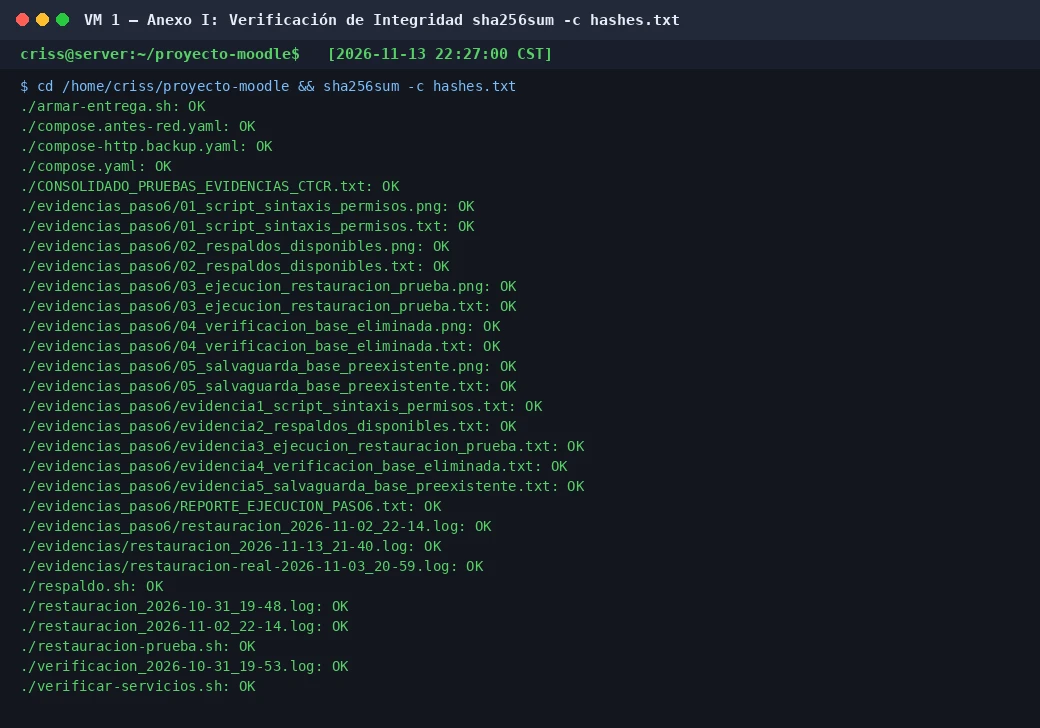 VM 1 — Anexo I: Verificación de Integridad sha256sum -c hashes.txt
criss@server:~/proyecto-moodle$ [2026-11-13 22:27:00 CST]
$ cd /home/criss/proyecto-moodle && sha256sum -c hashes.txt
./armar-entrega.sh: OK
./compose.antes-red.yaml: OK
./compose-http.backup.yaml: OK
./compose.yaml: OK
./CONSOLIDADO_PRUEBAS_EVIDENCIAS_CTCR.txt: OK
./evidencias_paso6/01_script_sintaxis_permisos.png: OK
./evidencias_paso6/01_script_sintaxis_permisos.txt: OK
./evidencias_paso6/02_respaldos_disponibles.png: OK
./evidencias_paso6/02_respaldos_disponibles.txt: OK
./evidencias_paso6/03_ejecucion_restauracion_prueba.png: OK
./evidencias_paso6/03_ejecucion_restauracion_prueba.txt: OK
./evidencias_paso6/04_verificacion_base_eliminada.png: OK
./evidencias_paso6/04_verificacion_base_eliminada.txt: OK
./evidencias_paso6/05_salvaguarda_base_preexistente.png: OK
./evidencias_paso6/05_salvaguarda_base_preexistente.txt: OK
./evidencias_paso6/evidencia1_script_sintaxis_permisos.txt: OK
./evidencias_paso6/evidencia2_respaldos_disponibles.txt: OK
./evidencias_paso6/evidencia3_ejecucion_restauracion_prueba.txt: OK
./evidencias_paso6/evidencia4_verificacion_base_eliminada.txt: OK
./evidencias_paso6/evidencia5_salvaguarda_base_preexistente.txt: OK
./evidencias_paso6/REPORTE_EJECUCION_PASO6.txt: OK
./evidencias_paso6/restauracion_2026-11-02_22-14.log: OK
./evidencias/restauracion_2026-11-13_21-40.log: OK
./evidencias/restauracion-real-2026-11-03_20-59.log: OK
./respaldo.sh: OK
./restauracion_2026-10-31_19-48.log: OK
./restauracion_2026-11-02_22-14.log: OK
./restauracion-prueba.sh: OK
./verificacion_2026-10-31_19-53.log: OK
./verificar-servicios.sh: OK